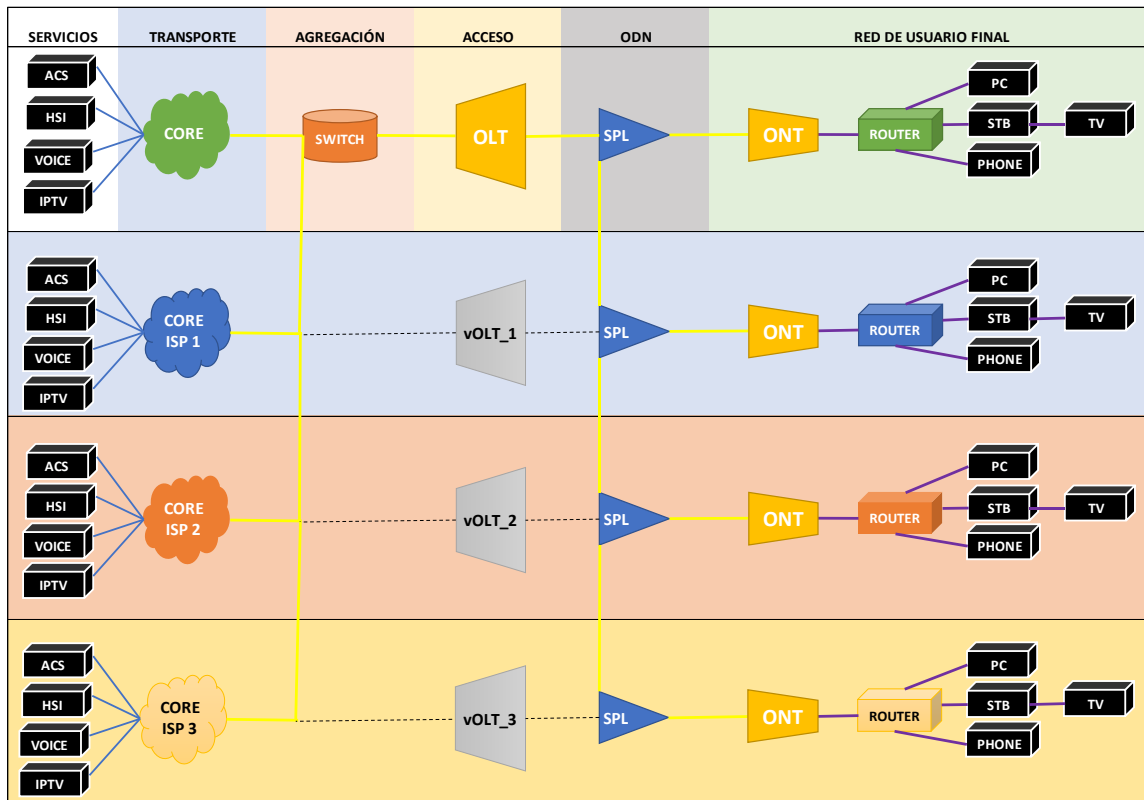 SERVICIOS
TRANSPORTE
AGREGACIÓN
ACCESO
ODN
RED DE USUARIO FINAL
ACS
HSI
VOICE
IPTV
CORE
SWITCH
OLT
SPL
ONT
ROUTER
PC
STB
TV
PHONE
ACS
HSI
VOICE
IPTV
CORE
ISP 1
vOLT_1
SPL
ONT
ROUTER
PC
STB
TV
PHONE
ACS
HSI
VOICE
IPTV
CORE
ISP 2
vOLT_2
SPL
ONT
ROUTER
PC
STB
TV
PHONE
ACS
HSI
VOICE
IPTV
CORE
ISP 3
vOLT_3
SPL
ONT
ROUTER
PC
STB
TV
PHONE